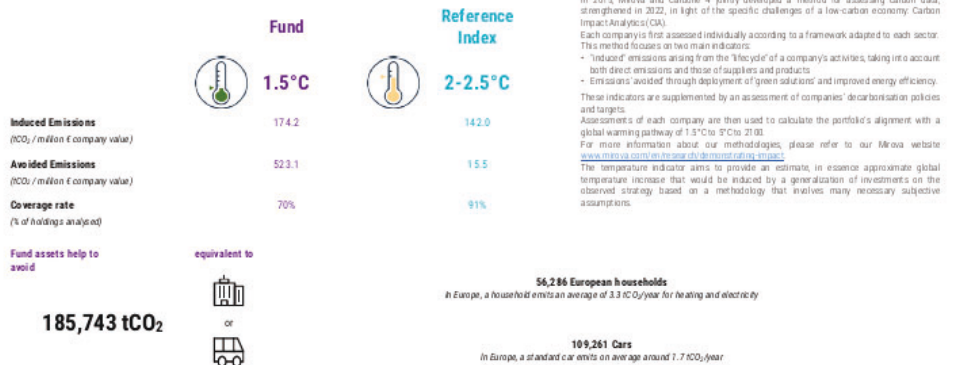 Fund
Reference
Index
1.5°C
2-2.5°C
Induced Emissions
174.2
142.0
(tCO₂ / million € company value)
Avoided Emissions
523.1
15.5
(tCO₂ / million € company value)
Coverage rate
70%
91%
(% of holdings analysed)
Fund assets help to
avoid
equivalent to
185,743 tCO₂
or
56,286 European households
In Europe, a household emits an average of 3.3 tCO₂/year for heating and electricity
109,261 Cars
In Europe, a standard car emits on average around 1.7 tCO₂/year
In 2015, Mirova and Carbone 4 jointly developed a method for assessing carbon data,
strengthened in 2022, in light of the specific challenges of a low-carbon economy: Carbon
Impact Analytics (CIA).
Each company is first assessed individually according to a framework adapted to each sector.
This method focuses on two main indicators:
• "induced" emissions arising from the "lifecycle" of a company's activities, taking into account
both direct emissions and those of suppliers and products
• Emissions 'avoided' through deployment of 'green solutions' and improved energy efficiency.
These indicators are supplemented by an assessment of companies' decarbonisation policies
and targets.
Assessments of each company are then used to calculate the portfolio's alignment with a
global warming pathway of 1.5°C to 5°C to 2100.
For more information about our methodologies, please refer to our Mirova website
www.mirova.com/en/research/demonstrating-impact.
The temperature indicator aims to provide an estimate, in essence approximate global
temperature increase that would be induced by a generalization of investments on the
observed strategy based on a methodology that involves many necessary subjective
assumptions.